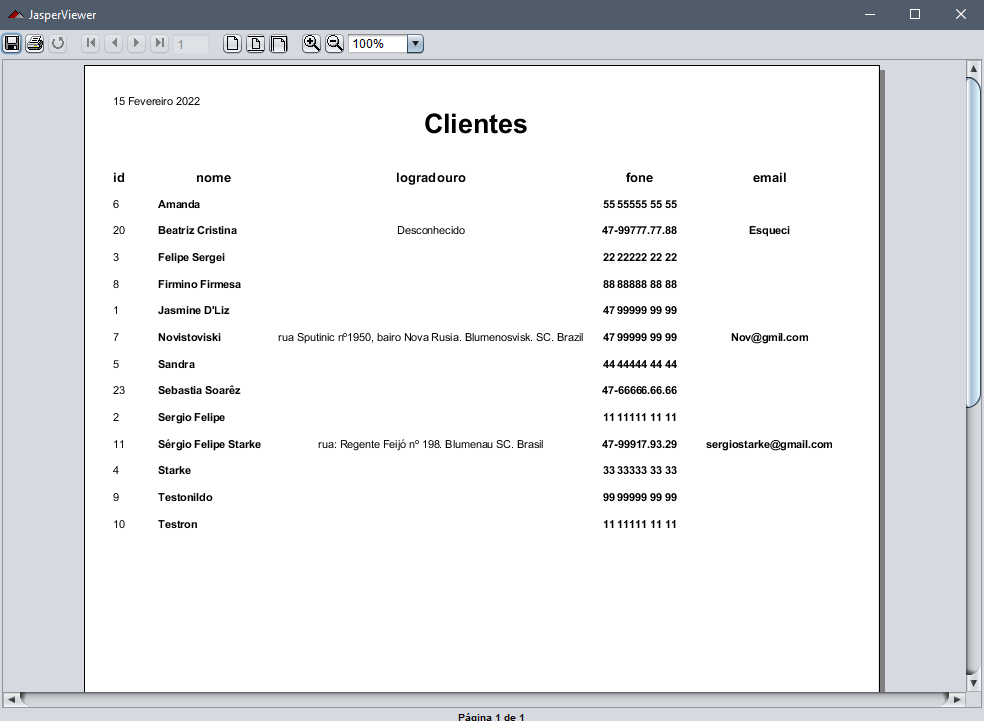 JasperViewer
1
100%
15 Fevereiro 2022
Clientes
id nome logradouro fone email
6 Amanda 55 55555 55 55
20 Beatriz Cristina Desconhecido 47-99777.77.88 Esqueci
3 Felipe Sergei 22 22222 22 22
8 Firmino Firmesa 88 88888 88 88
1 Jasmine D'Liz 47 99999 99 99
7 Novistoviski rua Sputinic nº1950, bairo Nova Rusia. Blumenosvisk. SC. Brazil 47 99999 99 99 Nov@gmil.com
5 Sandra 44 44444 44 44
23 Sebastia Soarêz 47-66666.66.66
2 Sergio Felipe 11 11111 11 11
11 Sérgio Felipe Starke rua: Regente Feijó nº 198. Blumenau SC. Brasil 47-99917.93.29 sergiostarke@gmail.com
4 Starke 33 33333 33 33
9 Testonildo 99 99999 99 99
10 Testron 11 11111 11 11
Página 1 de 1